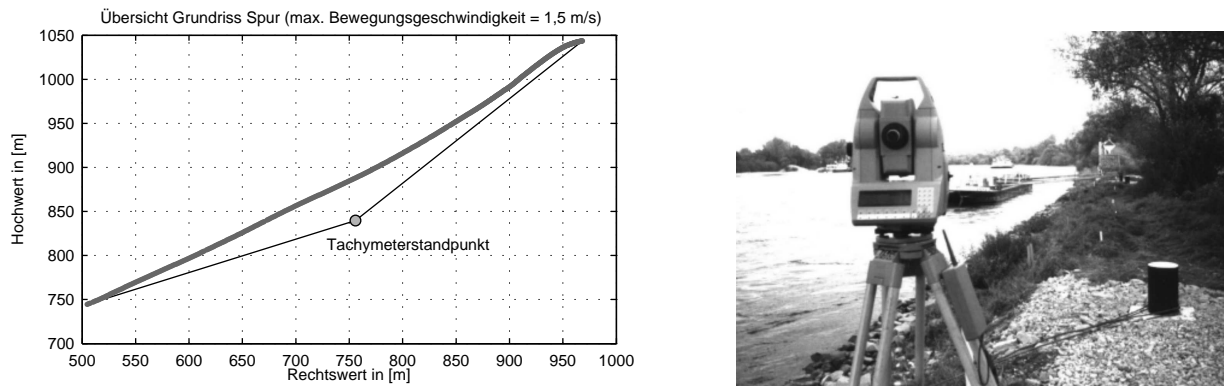 Übersicht Grundriss Spur (max. Bewegungsgeschwindigkeit = 1,5 m/s)
1050
1000
950
900
850
800
750
700
Hochwert in [m]
Tachymeterstandpunkt
500 550 600 650 700 750 800 850 900 950 1000
Rechtswert in [m]